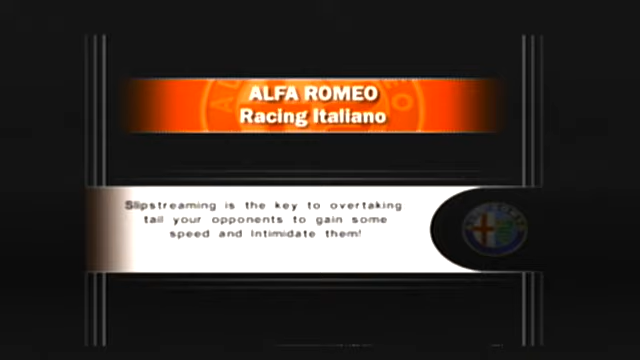 ALFA ROMEO
Racing Italiano
Slipstreaming is the key to overtaking
tail your opponents to gain some
speed and Intimidate them!